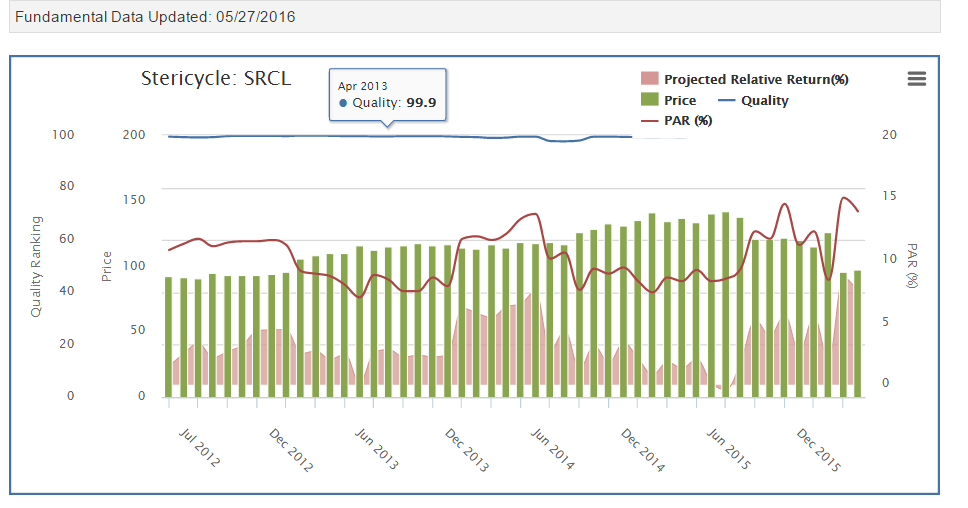 Fundamental Data Updated: 05/27/2016
Stericycle: SRCL
Apr 2013
● Quality: 99.9
Projected Relative Return(%)
Price
Quality
PAR (%)
100
80
60
40
20
0
Quality Ranking
200
150
100
50
0
Price
20
15
10
5
0
PAR (%)
Jul 2012
Dec 2012
Jun 2013
Dec 2013
Jun 2014
Dec 2014
Jun 2015
Dec 2015